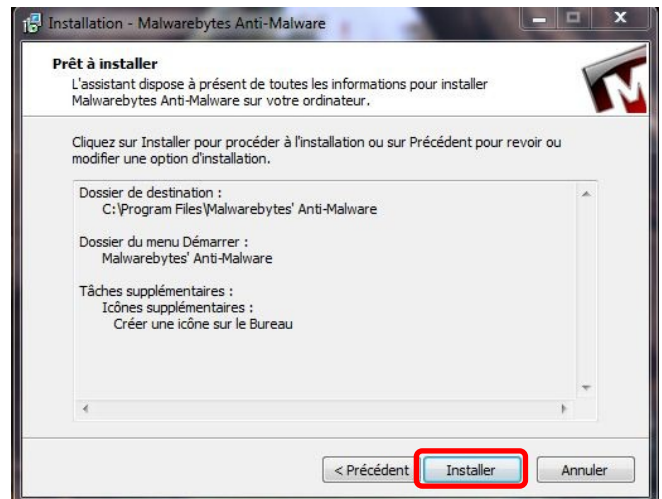 Installation - Malwarebytes Anti-Malware
Prêt à installer
L'assistant dispose à présent de toutes les informations pour installer
Malwarebytes Anti-Malware sur votre ordinateur.
Cliquez sur Installer pour procéder à l'installation ou sur Précédent pour revoir ou
modifier une option d'installation.
Dossier de destination :
C:\Program Files\Malwarebytes' Anti-Malware
Dossier du menu Démarrer :
Malwarebytes' Anti-Malware
Tâches supplémentaires :
Icônes supplémentaires :
Créer une icône sur le Bureau
< Précédent Installer Annuler